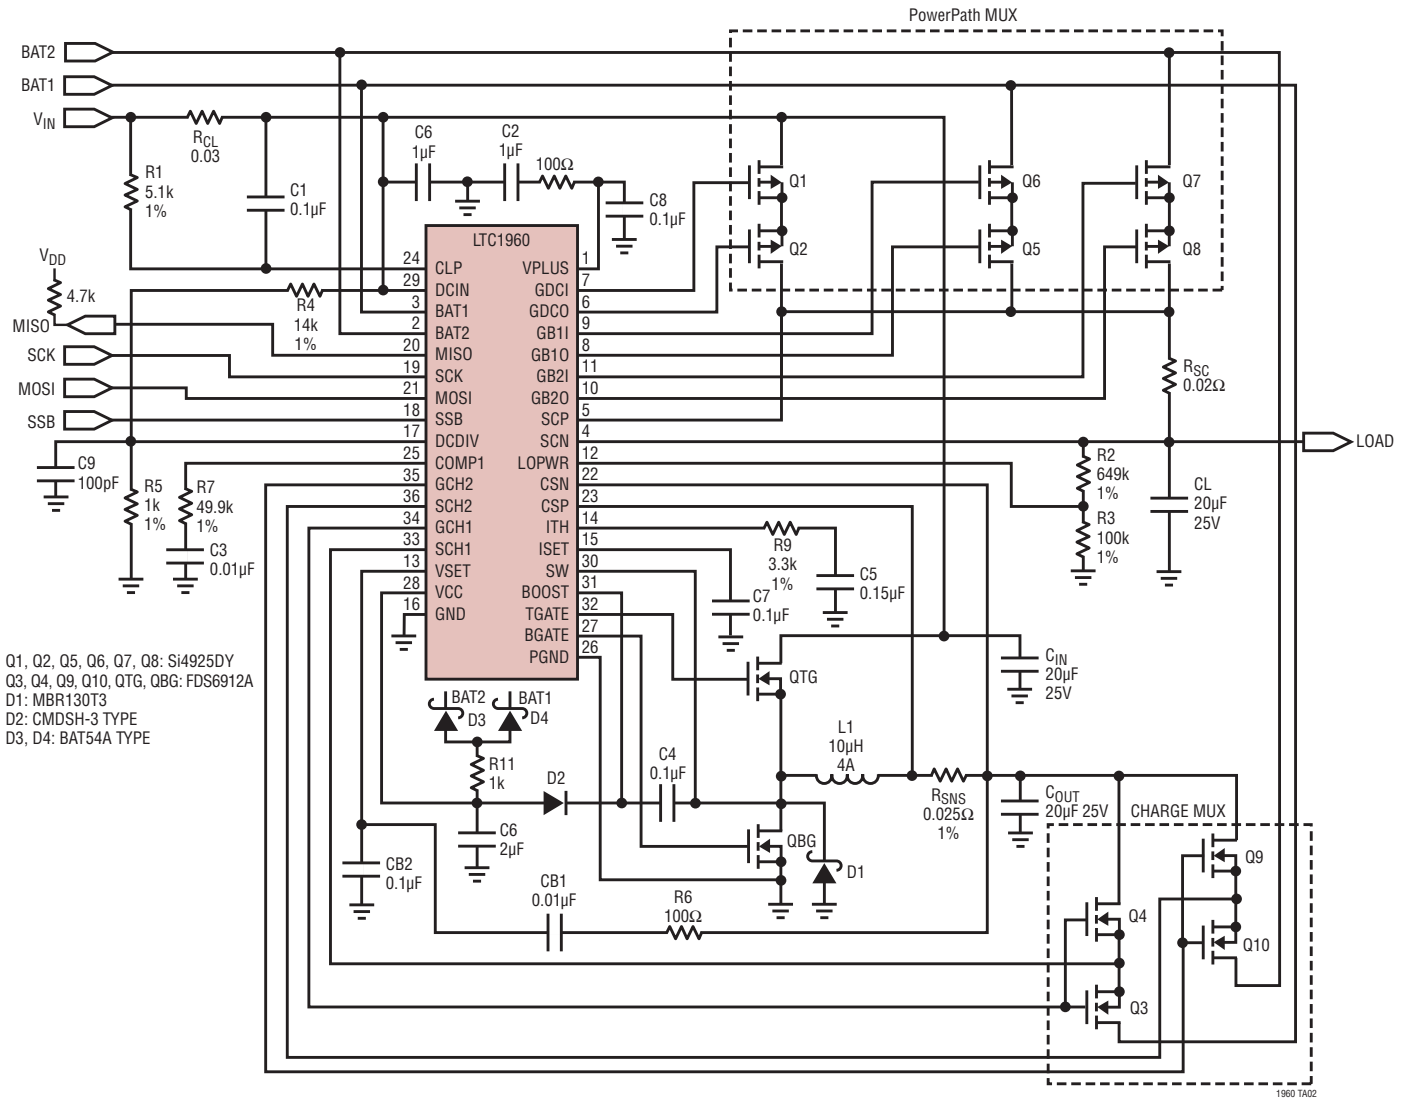 PowerPath MUX
BAT2
BAT1
VIN
RCL
0.03
R1
5.1k
1%
C1
0.1µF
C6
1µF
C2
1µF
100Ω
C8
0.1µF
Q1
Q2
Q6
Q5
Q7
Q8
VDD
4.7k
MISO
SCK
MOSI
SSB
R4
14k
1%
LTC1960
24 CLP
29 DCIN
3 BAT1
2 BAT2
20 MISO
19 SCK
21 MOSI
18 SSB
17 DCDIV
25 COMP1
35 GCH2
36 SCH2
34 GCH1
33 SCH1
13 VSET
28 VCC
16 GND
VPLUS 1
GDCI 7
GDCO 6
GB1I 9
GB1O 8
GB2I 11
GB2O 10
SCP 5
SCN 4
LOPWR 12
CSN 22
CSP 23
ITH 14
ISET 15
SW 30
BOOST 31
TGATE 32
BGATE 27
PGND 26
RSC
0.02Ω
LOAD
R2
649k
1%
R3
100k
1%
CL
20µF
25V
C9
100pF
R5
1k
1%
R7
49.9k
1%
C3
0.01µF
R9
3.3k
1%
C5
0.15µF
C7
0.1µF
CIN
20µF
25V
QTG
Q1, Q2, Q5, Q6, Q7, Q8: Si4925DY
Q3, Q4, Q9, Q10, QTG, QBG: FDS6912A
D1: MBR130T3
D2: CMDSH-3 TYPE
D3, D4: BAT54A TYPE
BAT2
D3
BAT1
D4
R11
1k
D2
C4
0.1µF
L1
10µH
4A
RSNS
0.025Ω
1%
COUT
20µF 25V
CHARGE MUX
C6
2µF
QBG
D1
CB2
0.1µF
CB1
0.01µF
R6
100Ω
Q9
Q4
Q10
Q3
1960 TA02